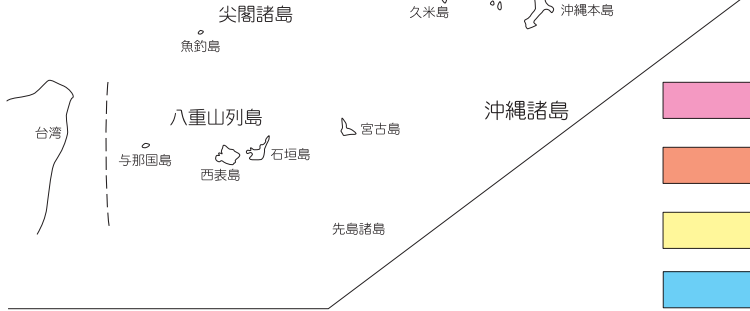 尖閣諸島
久米島
沖縄本島
魚釣島
八重山列島
沖縄諸島
台湾
宮古島
与那国島
石垣島
西表島
先島諸島